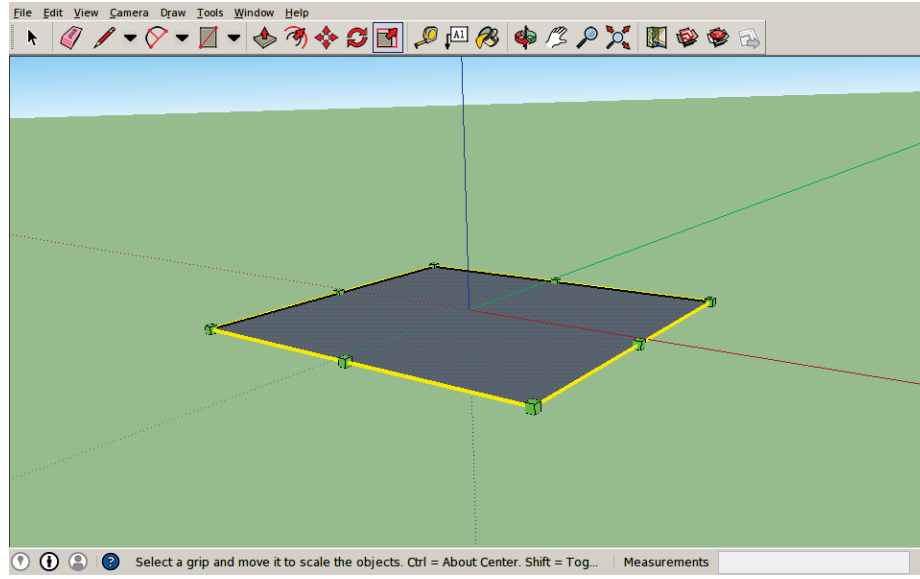 File Edit View Camera Draw Tools Window Help
A1
Select a grip and move it to scale the objects. Ctrl = About Center. Shift = Tog... Measurements